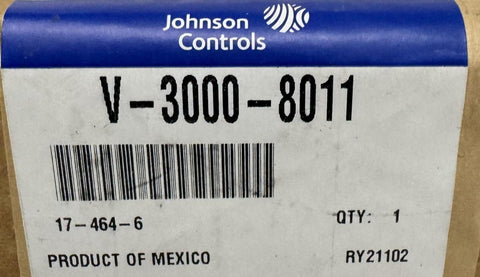 Johnson
Controls
V-3000-8011
17-464-6
QTY: 1
PRODUCT OF MEXICO
RY21102